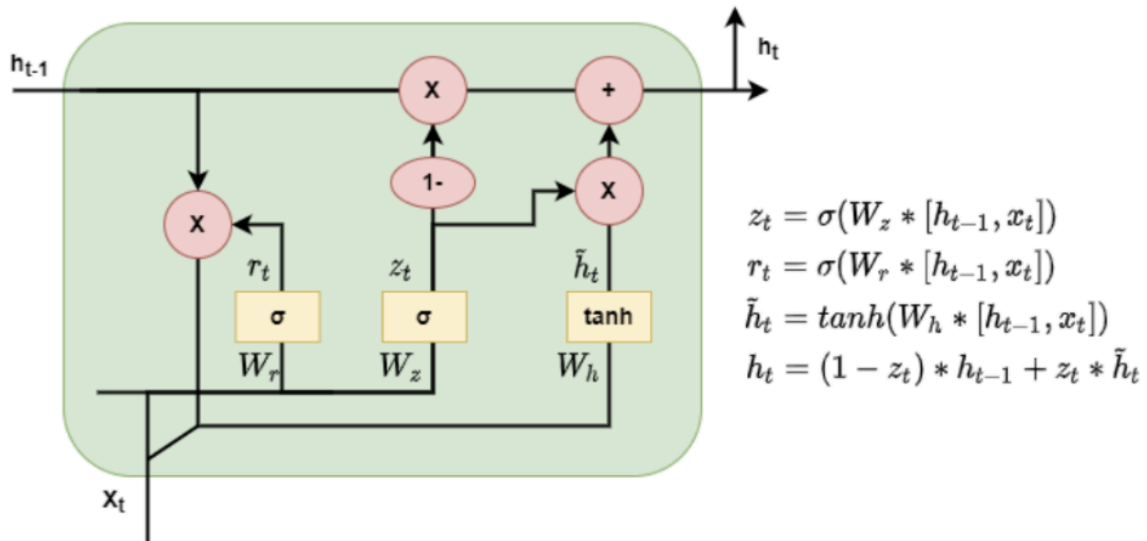 h_t
h_{t-1}
X
+
1-
X
X
r_t
z_t
h̃_t
σ
σ
tanh
W_r
W_z
W_h
X_t
z_t = σ(W_z * [h_{t-1}, x_t])
r_t = σ(W_r * [h_{t-1}, x_t])
h̃_t = tanh(W_h * [h_{t-1}, x_t])
h_t = (1 − z_t) * h_{t-1} + z_t * h̃_t